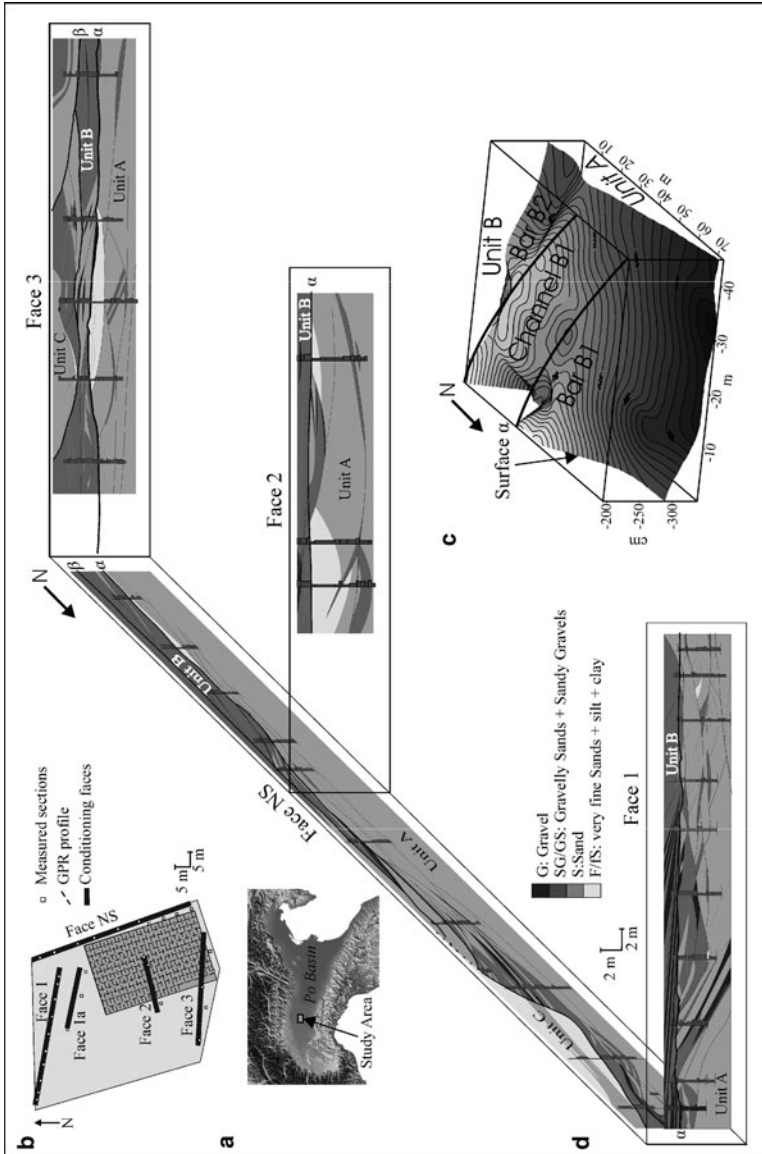 b
N
Face 1
Face 1a
Face 2
Face 3
Face NS
Measured sections
GPR profile
Conditioning faces
5 m
5 m
a
Po Basin
Study Area
d
N
Face NS
β
α
Unit B
Unit A
Unit C
Face 3
Unit C
Unit B
Unit A
β
α
Face 2
Unit B
α
Unit A
Face 1
Unit B
α
Unit A
2 m
2 m
G: Gravel
SG/GS: Gravelly Sands + Sandy Gravels
S:Sand
F/fS: very fine Sands + silt + clay
c
N
Unit B
Unit A
Bar B2
Channel B1
Bar B1
Surface α
-200
-250
-300
cm
-10
-20
-30
-40
m
10
20
30
40
50
60
70
m